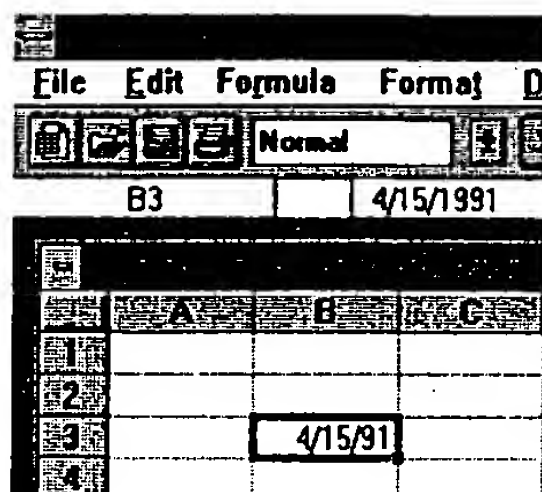 File Edit Formula Format D
Normal
B3 4/15/1991
A B C
1
2
3 4/15/91
4